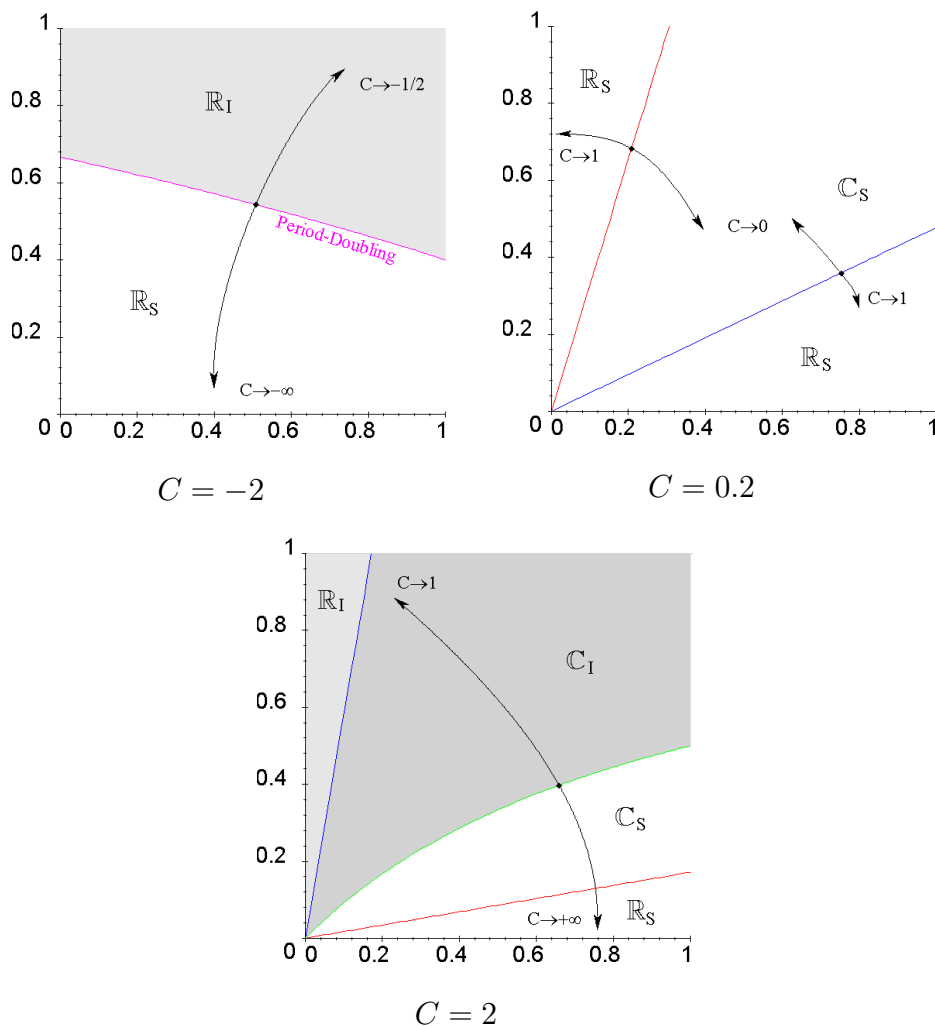 1
0.8
0.6
0.4
0.2
0
0 0.2 0.4 0.6 0.8 1
ℝI
C→−1/2
Period-Doubling
ℝS
C→−∞
C = −2
1
0.8
0.6
0.4
0.2
0
0 0.2 0.4 0.6 0.8 1
ℝS
C→1
ℂS
C→0
C→1
ℝS
C = 0.2
1
0.8
0.6
0.4
0.2
0
0 0.2 0.4 0.6 0.8 1
ℝI
C→1
ℂI
ℂS
C→+∞
ℝS
C = 2